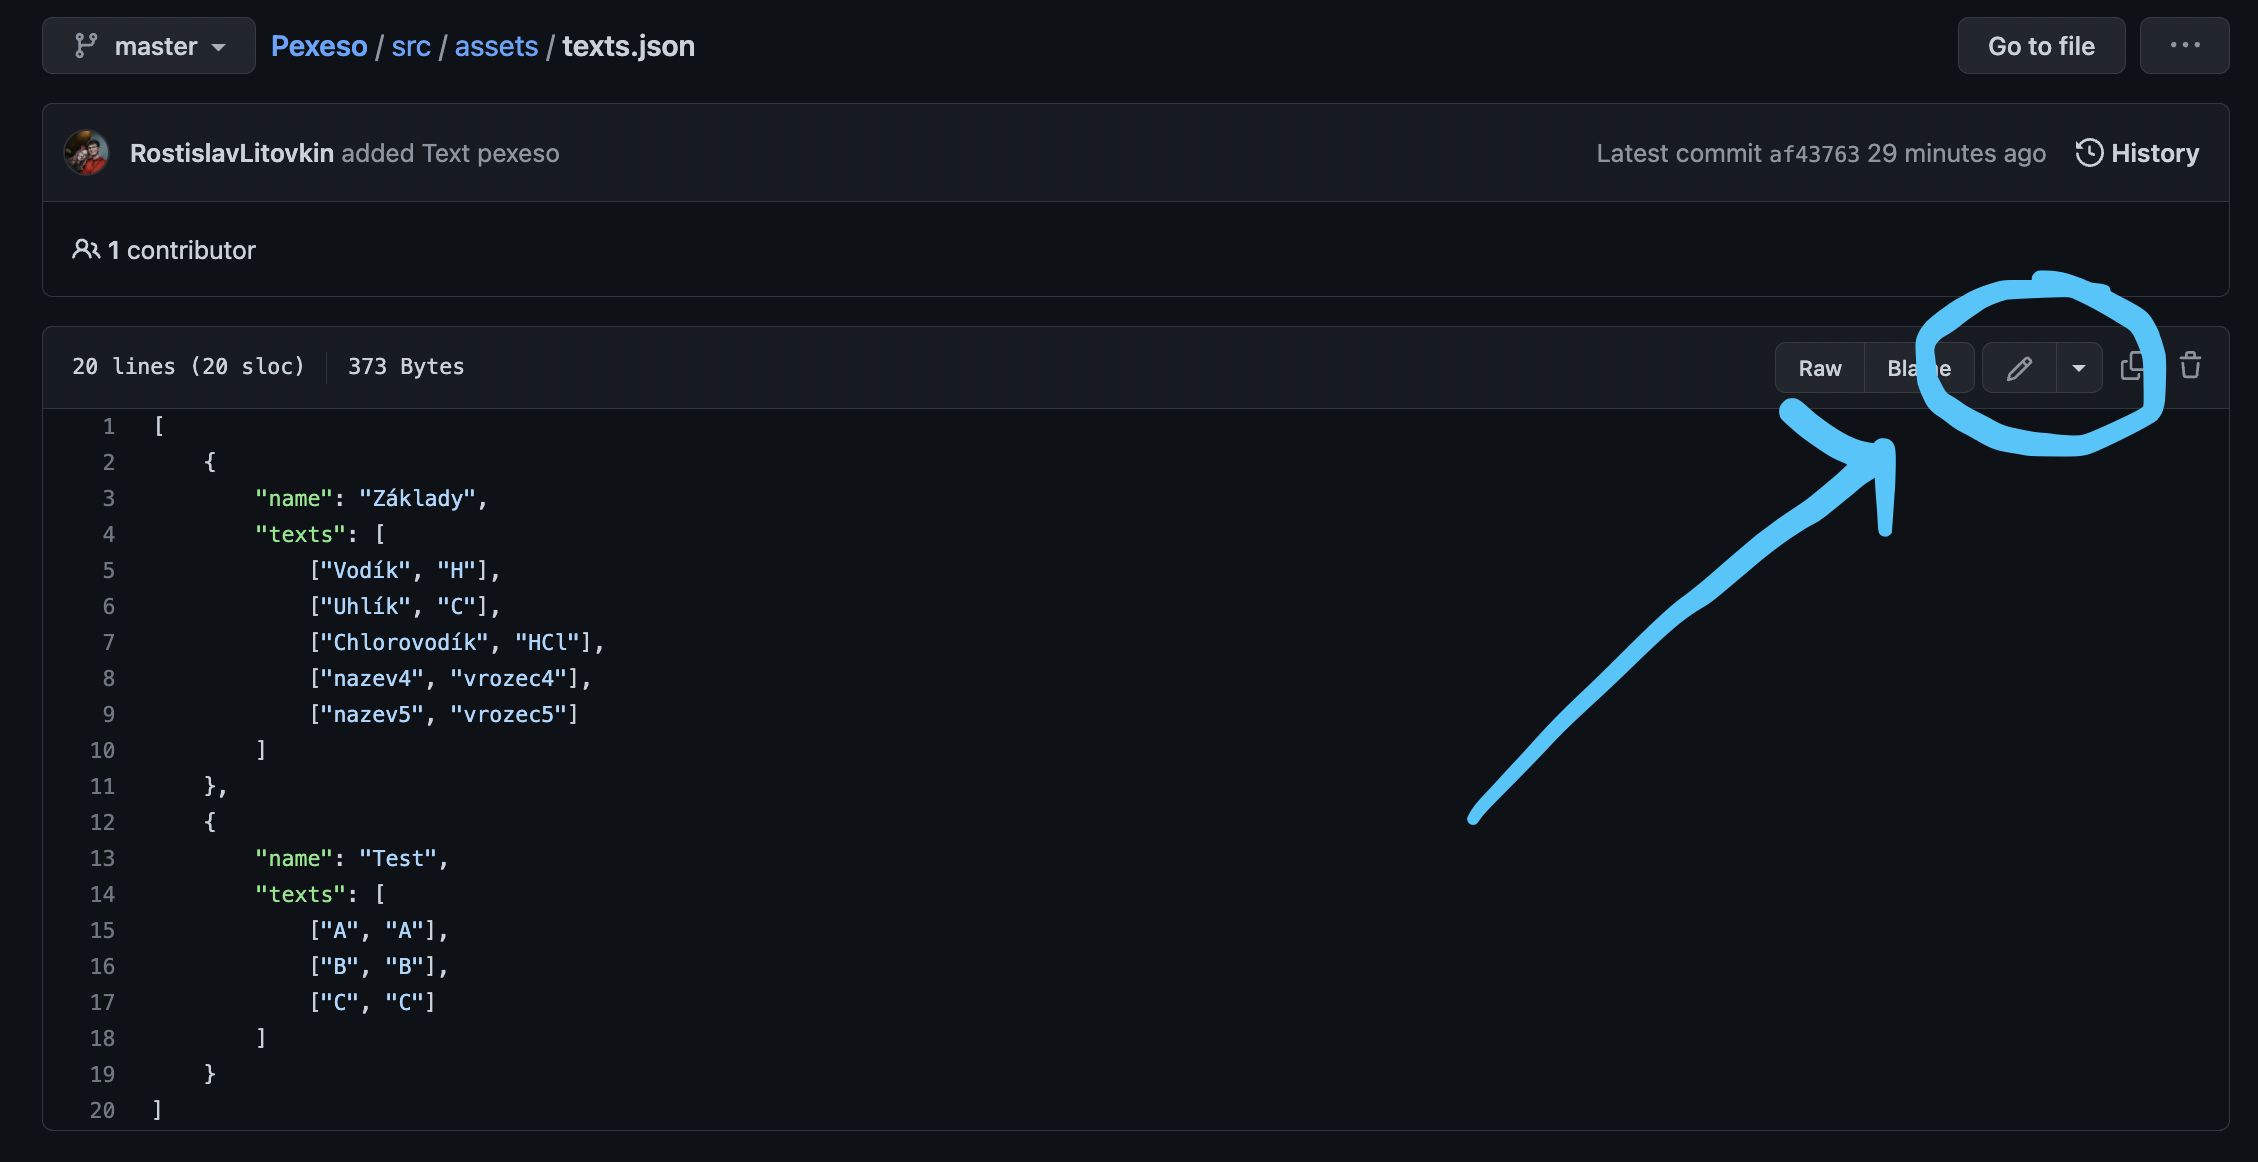 master Pexeso / src / assets / texts.json Go to file ...
RostislavLitovkin added Text pexeso Latest commit af43763 29 minutes ago History
1 contributor
20 lines (20 sloc) 373 Bytes Raw Blame
1 [
2     {
3         "name": "Základy",
4         "texts": [
5             ["Vodík", "H"],
6             ["Uhlík", "C"],
7             ["Chlorovodík", "HCl"],
8             ["nazev4", "vrozec4"],
9             ["nazev5", "vrozec5"]
10         ]
11     },
12     {
13         "name": "Test",
14         "texts": [
15             ["A", "A"],
16             ["B", "B"],
17             ["C", "C"]
18         ]
19     }
20 ]